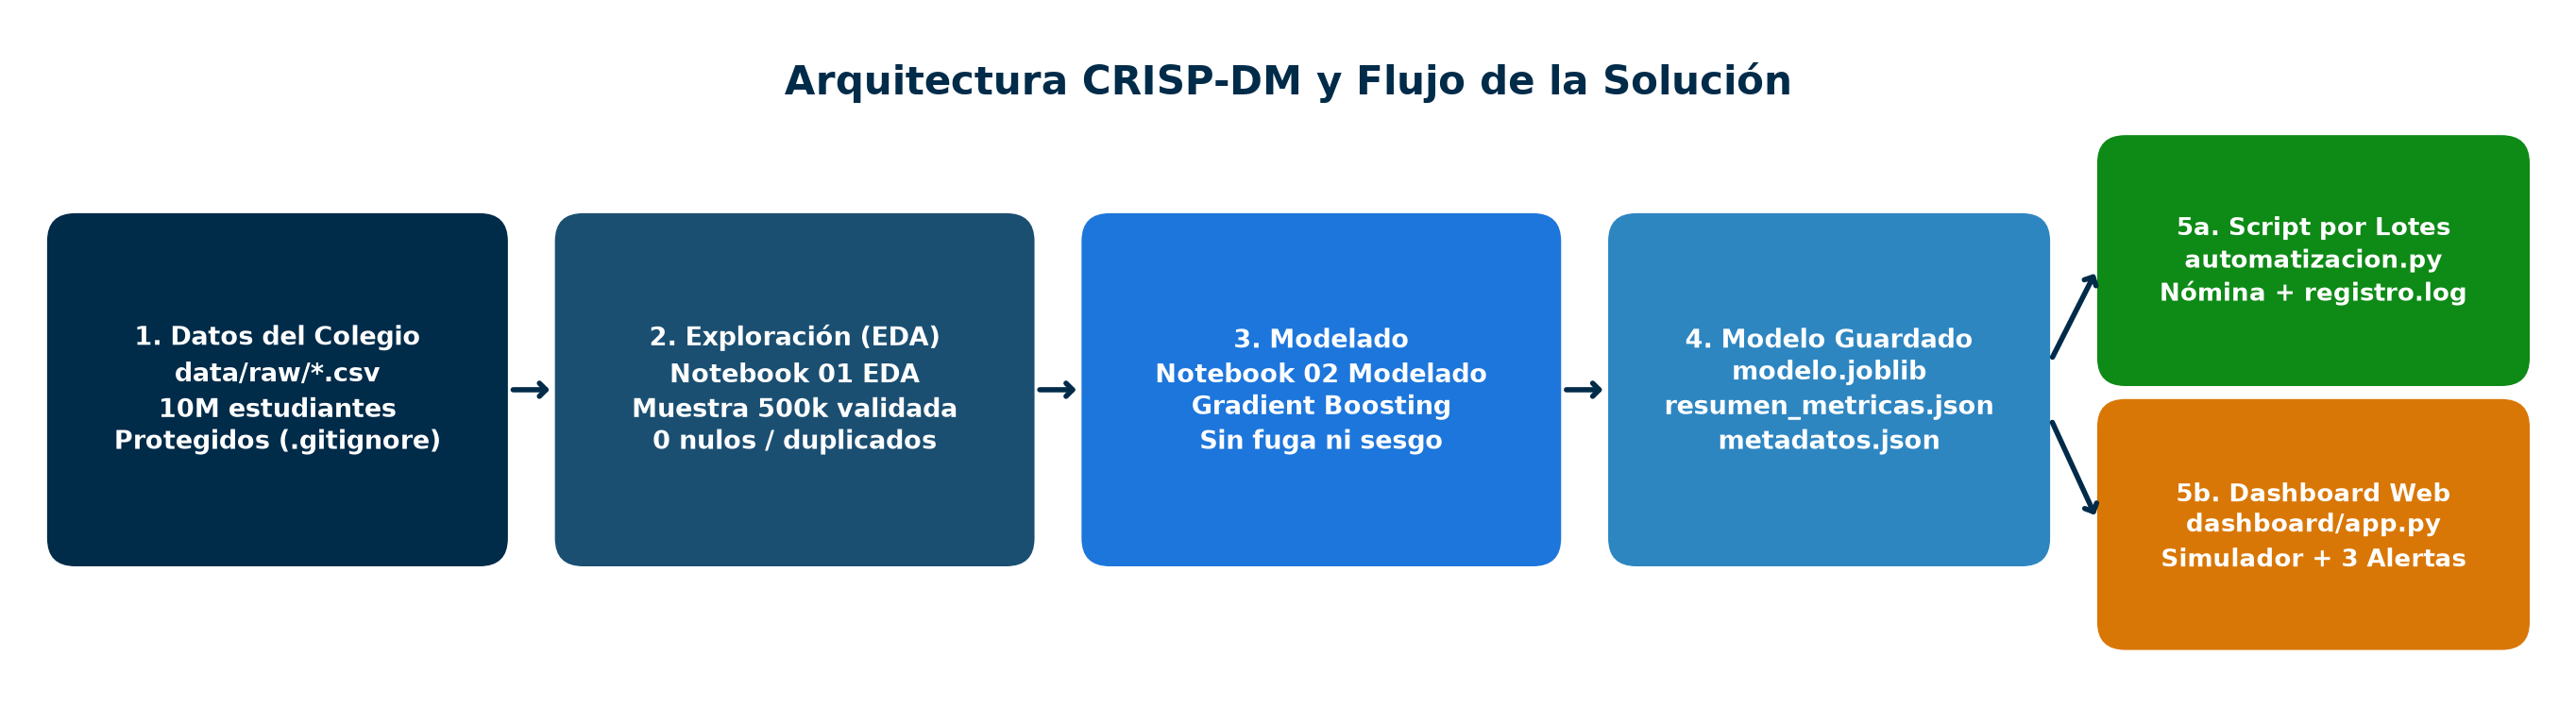 Arquitectura CRISP-DM y Flujo de la Solución
1. Datos del Colegio
data/raw/*.csv
10M estudiantes
Protegidos (.gitignore)
2. Exploración (EDA)
Notebook 01 EDA
Muestra 500k validada
0 nulos / duplicados
3. Modelado
Notebook 02 Modelado
Gradient Boosting
Sin fuga ni sesgo
4. Modelo Guardado
modelo.joblib
resumen_metricas.json
metadatos.json
5a. Script por Lotes
automatizacion.py
Nómina + registro.log
5b. Dashboard Web
dashboard/app.py
Simulador + 3 Alertas